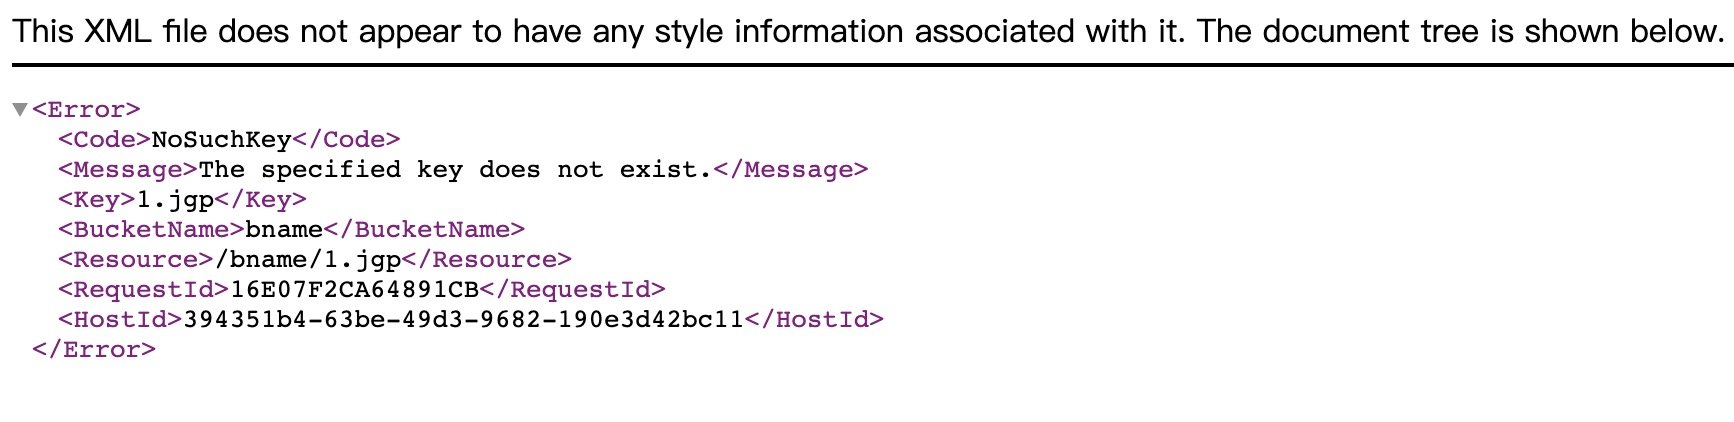 This XML file does not appear to have any style information associated with it. The document tree is shown below.
▼<Error>
<Code>NoSuchKey</Code>
<Message>The specified key does not exist.</Message>
<Key>1.jgp</Key>
<BucketName>bname</BucketName>
<Resource>/bname/1.jgp</Resource>
<RequestId>16E07F2CA64891CB</RequestId>
<HostId>394351b4-63be-49d3-9682-190e3d42bc11</HostId>
</Error>